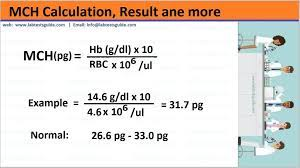 MCH Calculation, Result ane more
web: www.labtestsguide.com | Email: info@labtestsguide.com
MCH(pg) = Hb (g/dl) x 10
RBC x 10⁶ /ul
Example = 14.6 g/dl x 10 = 31.7 pg
4.6 x 10⁶ /ul
Normal: 26.6 pg - 33.0 pg